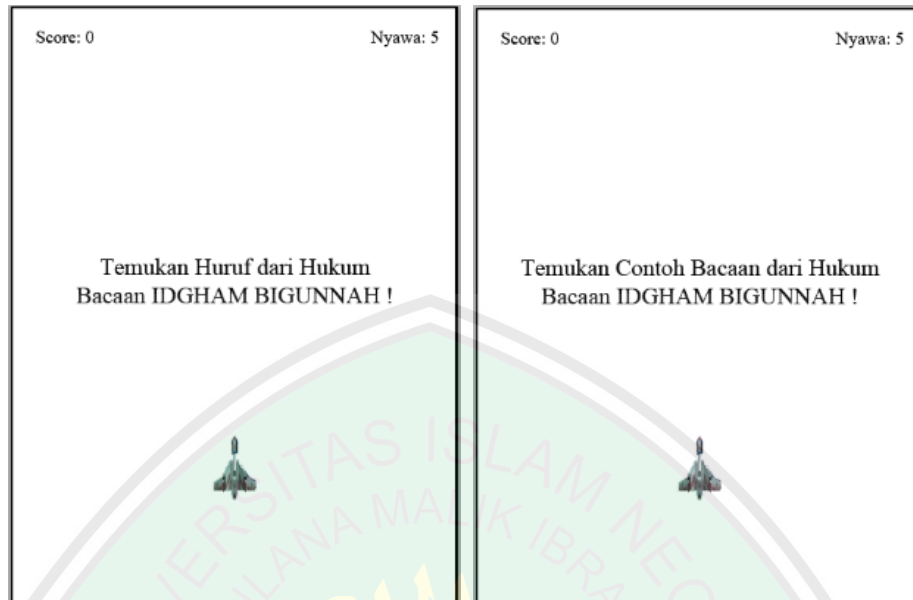 Score: 0
Nyawa: 5
Temukan Huruf dari Hukum
Bacaan IDGHAM BIGUNNAH !
Score: 0
Nyawa: 5
Temukan Contoh Bacaan dari Hukum
Bacaan IDGHAM BIGUNNAH !